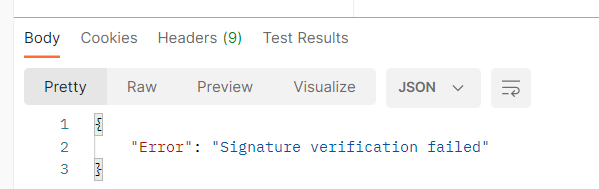 Body Cookies Headers (9) Test Results
Pretty Raw Preview Visualize JSON
1 {
2 "Error": "Signature verification failed"
3 }